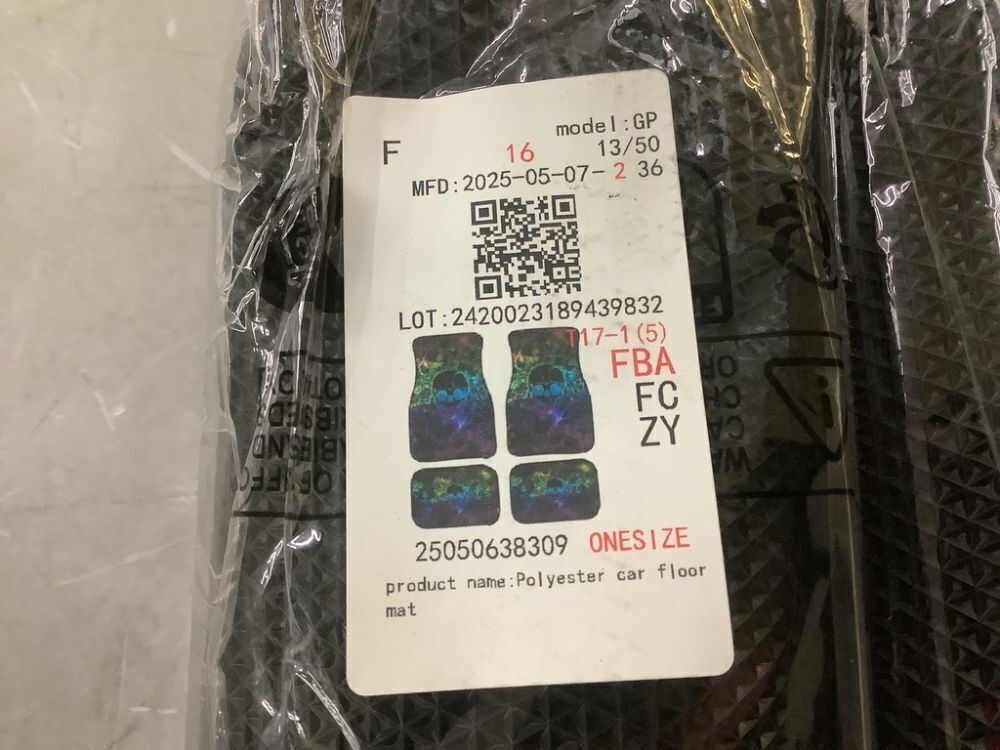 model:GP
F 16 13/50
MFD:2025-05-07- 2 36
LOT:2420023189439832
T17-1(5)
FBA
FC
ZY
25050638309 ONESIZE
product name:Polyester car floor
mat